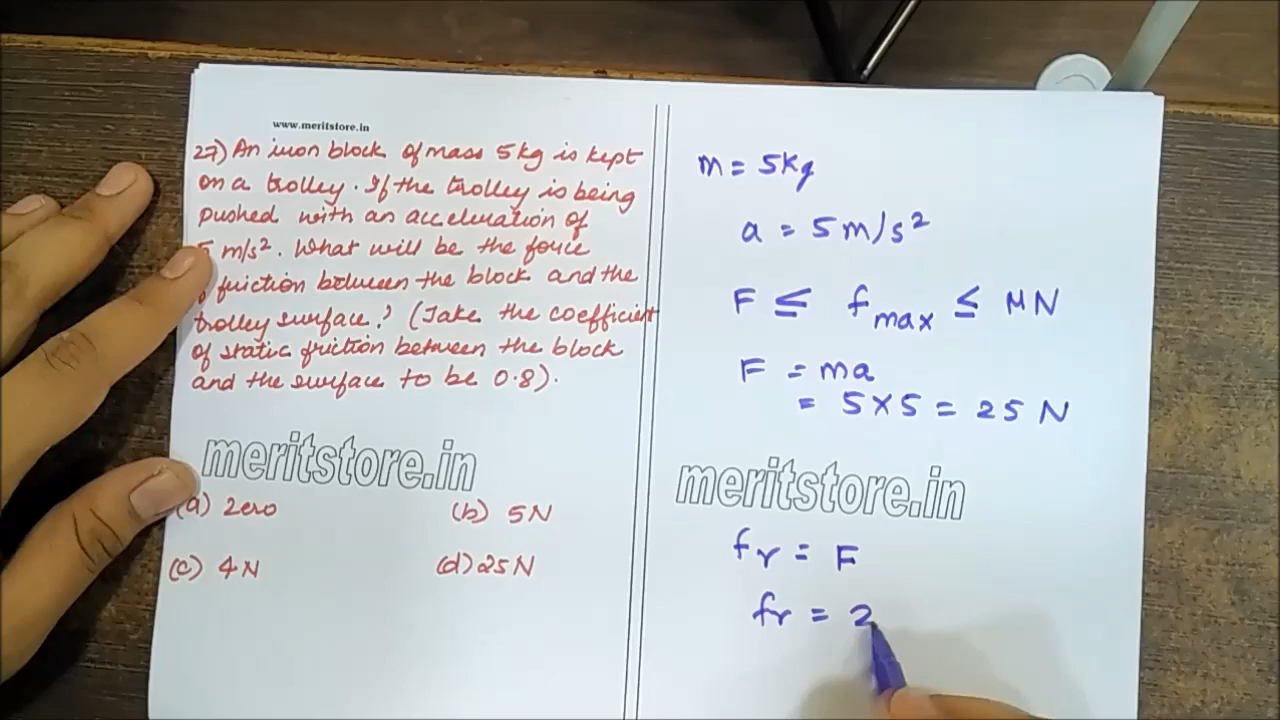 www.meritstore.in
27) An iron block of mass 5kg is kept
on a trolley. If the trolley is being
pushed with an acceleration of
5 m/s². What will be the force
friction between the block and the
trolley surface? (Take the coefficient
of static friction between the block
and the surface to be 0.8).
meritstore.in
(a) zero (b) 5N
(c) 4N (d) 25N
m = 5kg
a = 5 m/s²
F ≤ fmax ≤ μN
F = ma
= 5×5 = 25 N
meritstore.in
fr = F
fr = 2